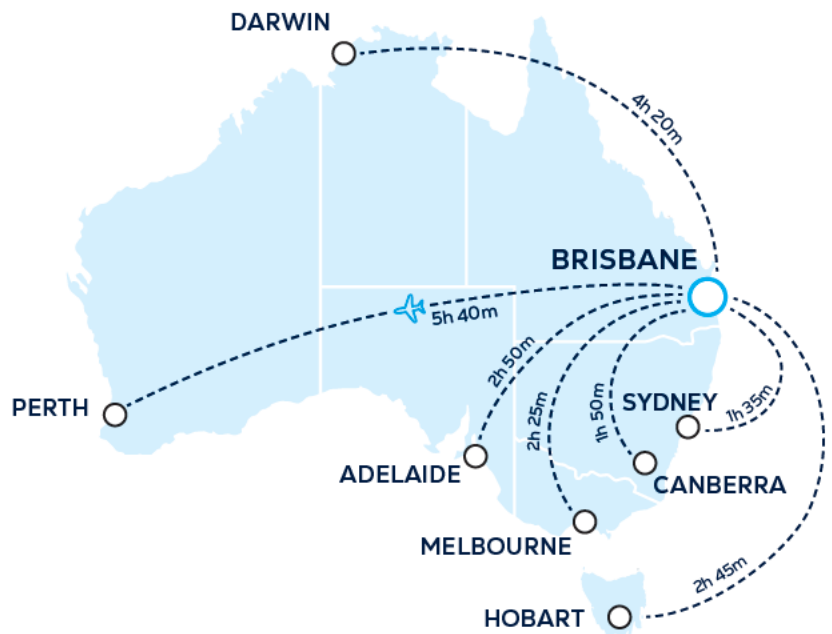 DARWIN
4h 20m
BRISBANE
5h 40m
2h 50m
2h 25m
1h 50m
1h 35m
SYDNEY
PERTH
ADELAIDE
CANBERRA
MELBOURNE
2h 45m
HOBART